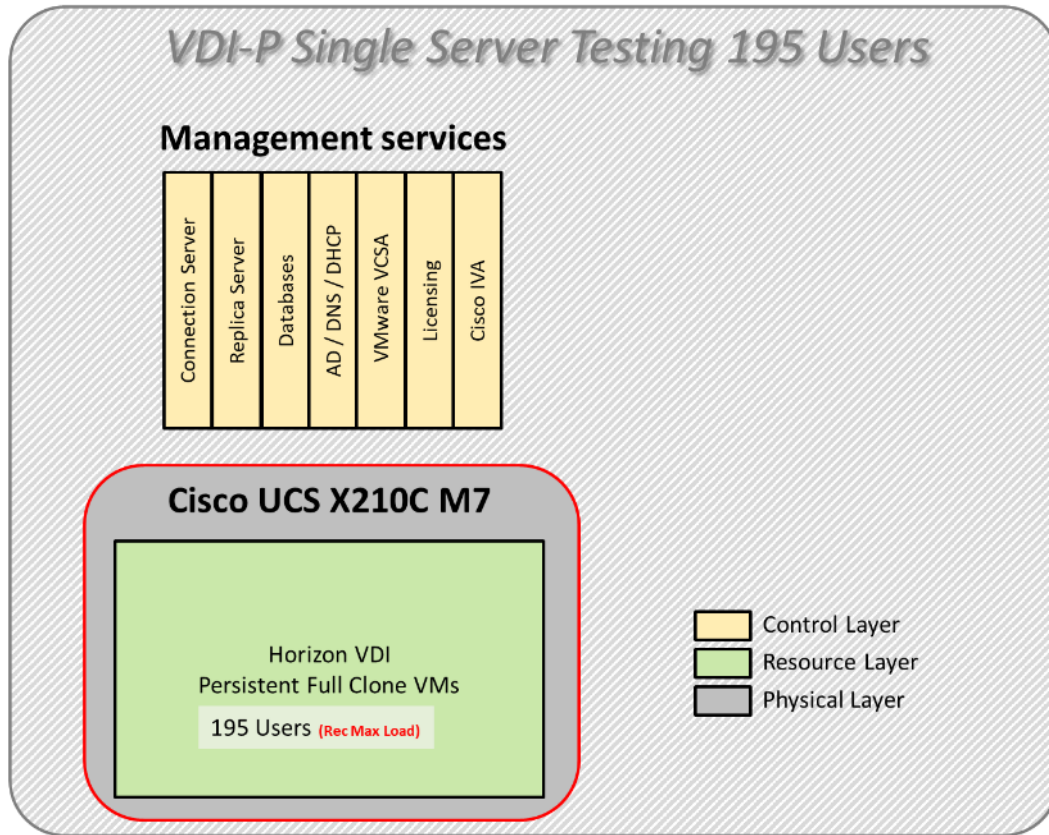 VDI-P Single Server Testing 195 Users
Management services
Connection Server
Replica Server
Databases
AD / DNS / DHCP
VMware VCSA
Licensing
Cisco IVA
Cisco UCS X210C M7
Horizon VDI
Persistent Full Clone VMs
195 Users (Rec Max Load)
Control Layer
Resource Layer
Physical Layer